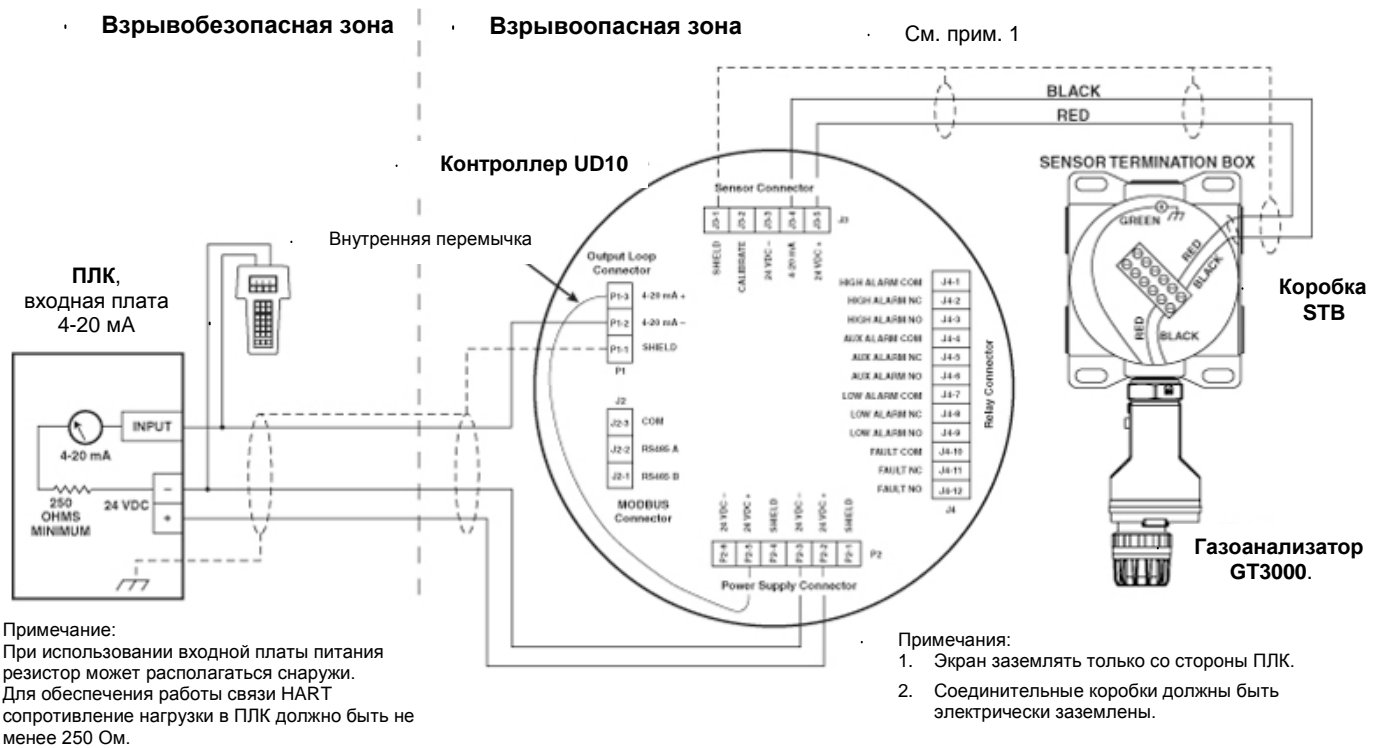 Взрывобезопасная зона
Взрывоопасная зона
См. прим. 1
BLACK
RED
Контроллер UD10
SENSOR TERMINATION BOX
Sensor Connector
J3-1
J3-2
J3-3
J3-4
J3-5
J3
SHIELD
CALIBRATE
24 VDC –
4-20 mA
24 VDC +
GREEN
RED
BLACK
RED
BLACK
Коробка
STB
Внутренняя перемычка
Output Loop
Connector
P1-3 4-20 mA +
P1-2 4-20 mA –
P1-1 SHIELD
P1
ПЛК,
входная плата
4-20 мА
HIGH ALARM COM J4-1
HIGH ALARM NC J4-2
HIGH ALARM NO J4-3
AUX ALARM COM J4-4
AUX ALARM NC J4-5
AUX ALARM NO J4-6
LOW ALARM COM J4-7
LOW ALARM NC J4-8
LOW ALARM NO J4-9
FAULT COM J4-10
FAULT NC J4-11
FAULT NO J4-12
J4
Relay Connector
J2
J2-3 COM
J2-2 RS485 A
J2-1 RS485 B
MODBUS
Connector
INPUT
4-20 mA
250
OHMS
MINIMUM
24 VDC
–
+
24 VDC –
24 VDC +
SHIELD
24 VDC –
24 VDC +
SHIELD
P2-6
P2-5
P2-4
P2-3
P2-2
P2-1
P2
Power Supply Connector
Газоанализатор
GT3000.
Примечание:
При использовании входной платы питания
резистор может располагаться снаружи.
Для обеспечения работы связи HART
сопротивление нагрузки в ПЛК должно быть не
менее 250 Ом.
Примечания:
1. Экран заземлять только со стороны ПЛК.
2. Соединительные коробки должны быть
электрически заземлены.